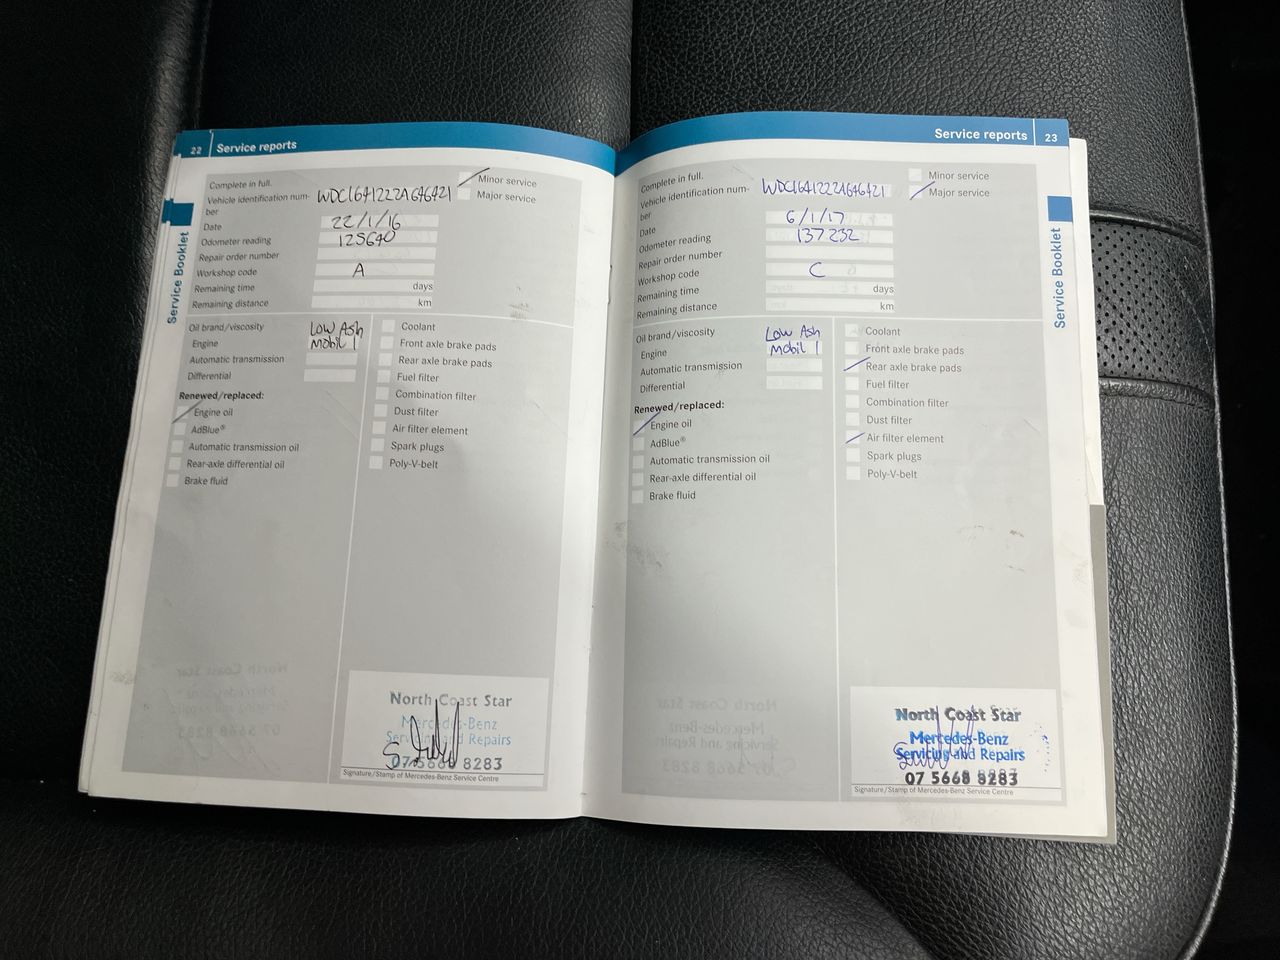 22 Service reports
Complete in full.
Minor service
Vehicle identification num-
ber
WDC1641222A646421
Major service
Date 22/1/16
Odometer reading 125640
Repair order number
Workshop code A
Remaining time days
Remaining distance km
Oil brand/viscosity
Engine
Low Ash
Mobil 1
Automatic transmission
Differential
Renewed/replaced:
Engine oil
AdBlue®
Automatic transmission oil
Rear-axle differential oil
Brake fluid
Coolant
Front axle brake pads
Rear axle brake pads
Fuel filter
Combination filter
Dust filter
Air filter element
Spark plugs
Poly-V-belt
North Coast Star
Mercedes-Benz
Servicing and Repairs
07 5668 8283
Signature/Stamp of Mercedes-Benz Service Centre
Service Booklet
Service reports 23
Complete in full.
Minor service
Vehicle identification num-
ber
WDC1641222A646421
Major service
Date 6/1/17
Odometer reading 137232
Repair order number
Workshop code C
Remaining time days
Remaining distance km
Oil brand/viscosity
Engine
Low Ash
Mobil 1
Automatic transmission
Differential
Renewed/replaced:
Engine oil
AdBlue®
Automatic transmission oil
Rear-axle differential oil
Brake fluid
Coolant
Front axle brake pads
Rear axle brake pads
Fuel filter
Combination filter
Dust filter
Air filter element
Spark plugs
Poly-V-belt
North Coast Star
Mercedes-Benz
Servicing and Repairs
07 5668 8283
Signature/Stamp of Mercedes-Benz Service Centre
Service Booklet